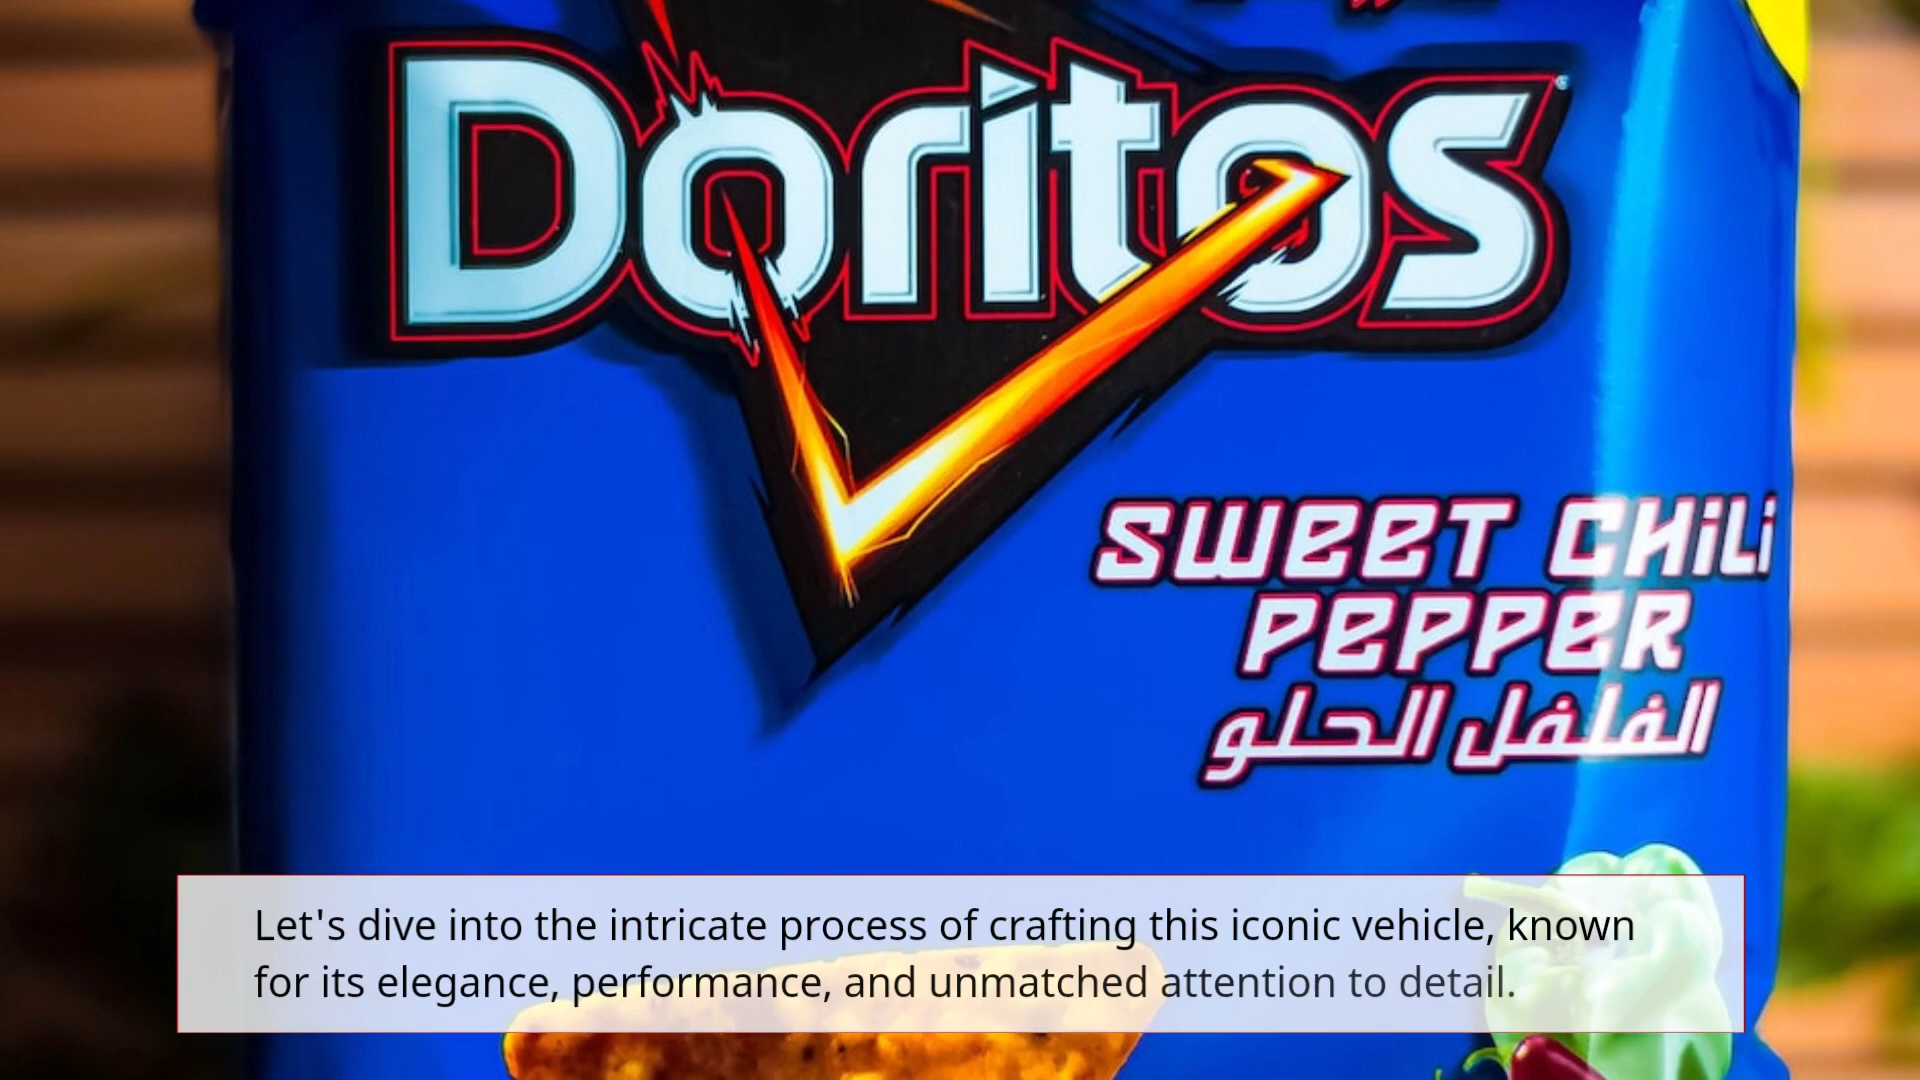 Doritos
SWEET CHILI
PEPPER
الفلفل الحلو
Let's dive into the intricate process of crafting this iconic vehicle, known
for its elegance, performance, and unmatched attention to detail.